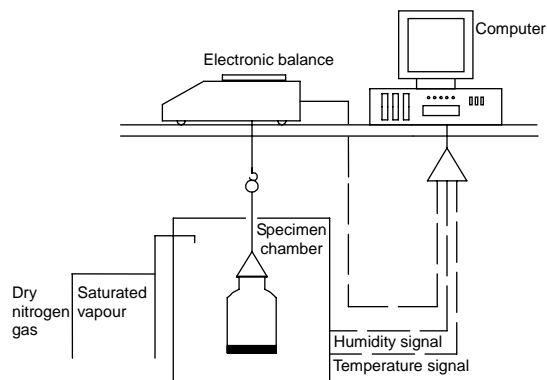 Computer
Electronic balance
Specimen
chamber
Dry
nitrogen
gas
Saturated
vapour
Humidity signal
Temperature signal